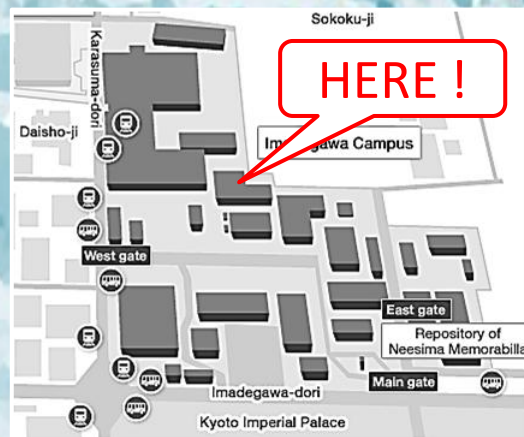 Sokoku-ji
Karasuma-dori
HERE !
Daisho-ji
Imadegawa Campus
West gate
East gate
Repository of
Neesima Memorabilla
Main gate
Imadegawa-dori
Kyoto Imperial Palace